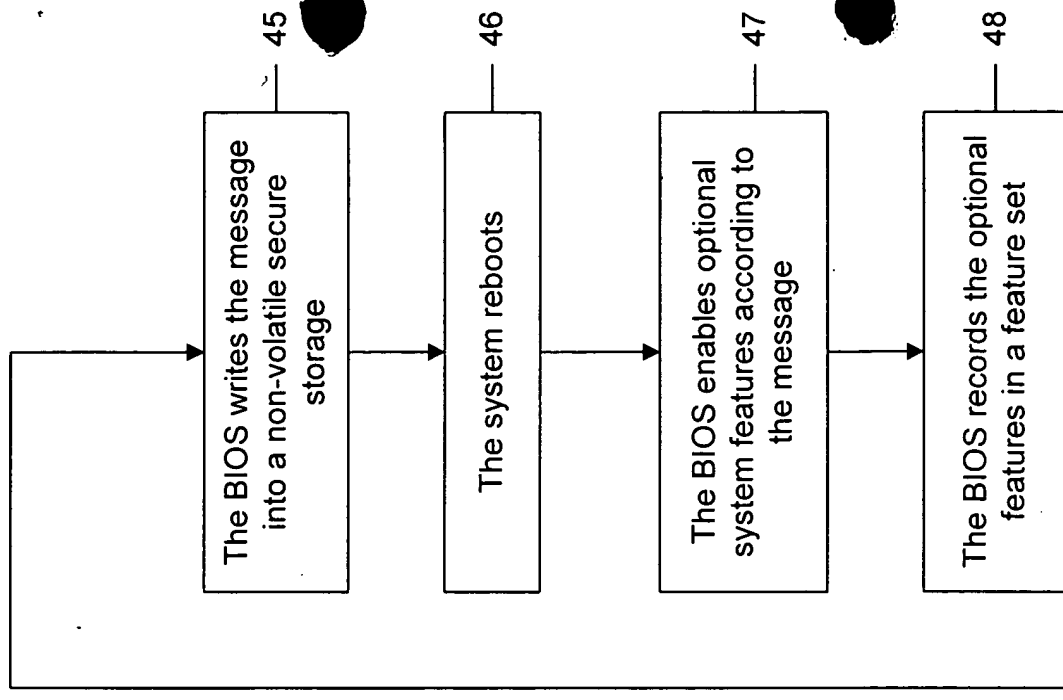 The BIOS writes the message
into a non-volatile secure
storage
45
The system reboots
46
The BIOS enables optional
system features according to
the message
47
The BIOS records the optional
features in a feature set
48